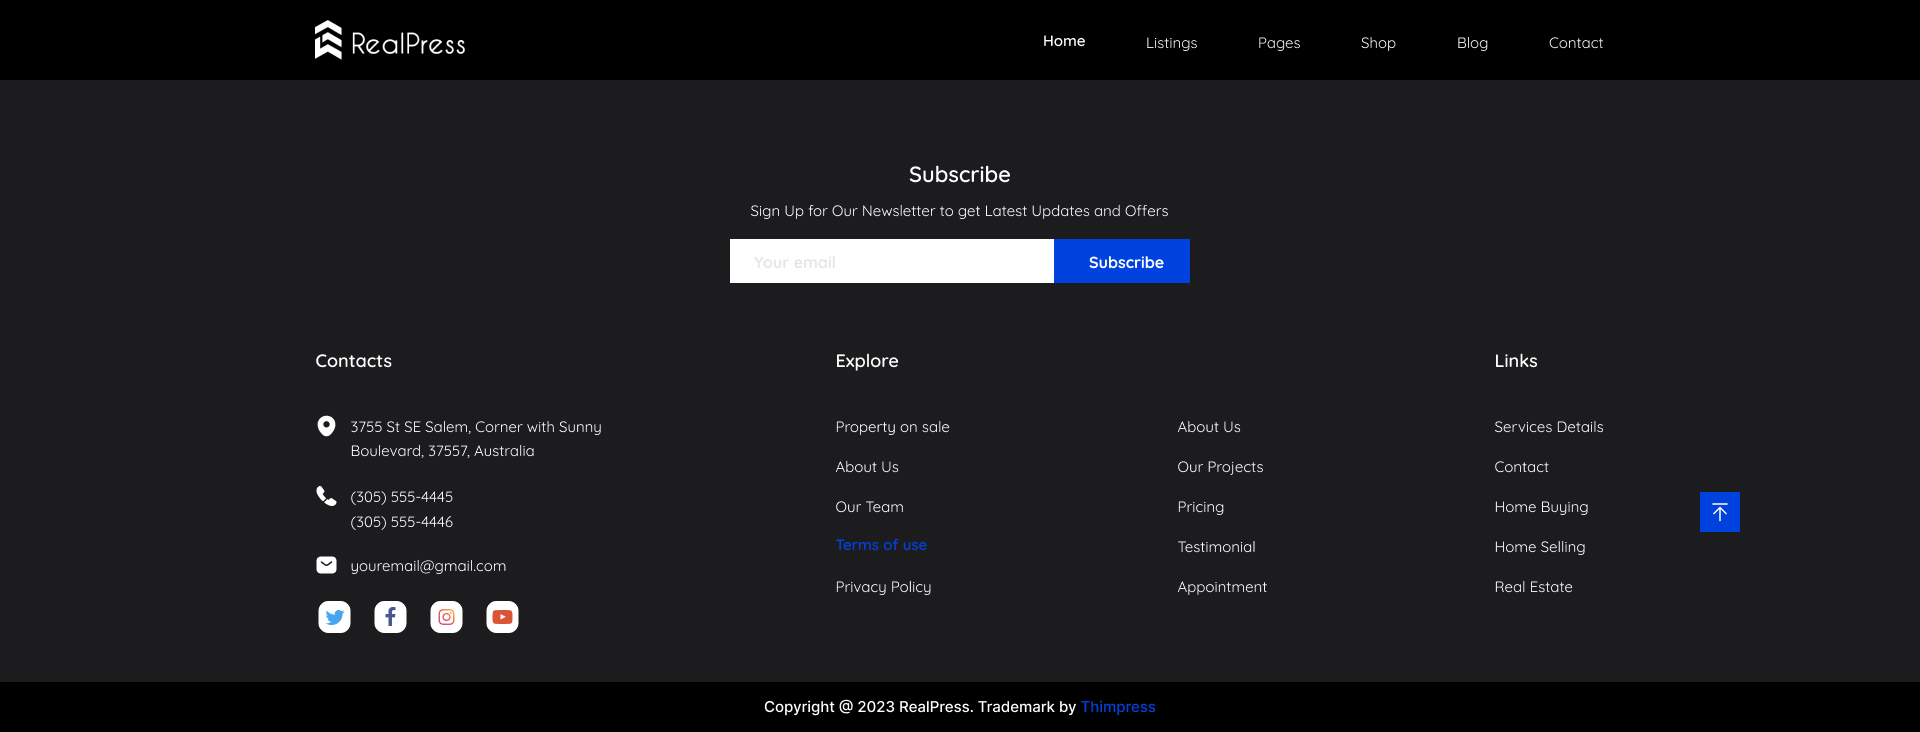 RealPress
Home
Listings
Pages
Shop
Blog
Contact
Subscribe
Sign Up for Our Newsletter to get Latest Updates and Offers
Your email
Subscribe
Contacts
3755 St SE Salem, Corner with Sunny
Boulevard, 37557, Australia
(305) 555-4445
(305) 555-4446
youremail@gmail.com
Explore
Property on sale
About Us
Our Team
Terms of use
Privacy Policy
About Us
Our Projects
Pricing
Testimonial
Appointment
Links
Services Details
Contact
Home Buying
Home Selling
Real Estate
Copyright @ 2023 RealPress. Trademark by Thimpress